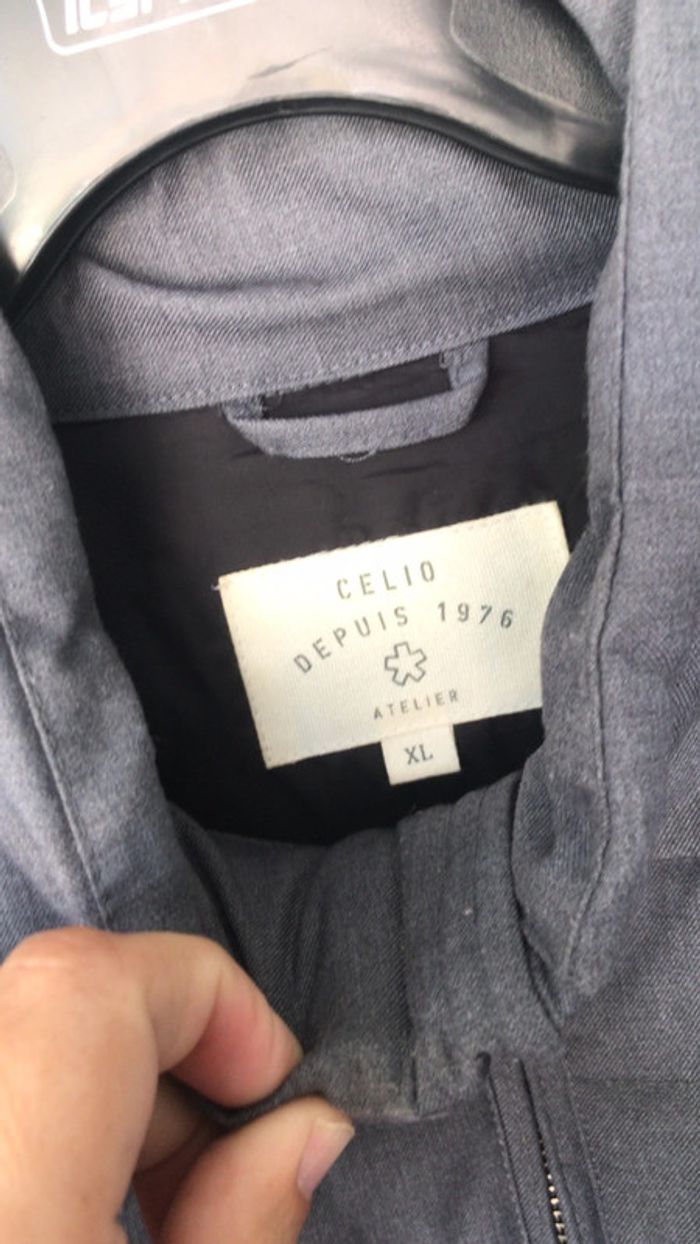 CELIO
DEPUIS 1976
ATELIER
XL